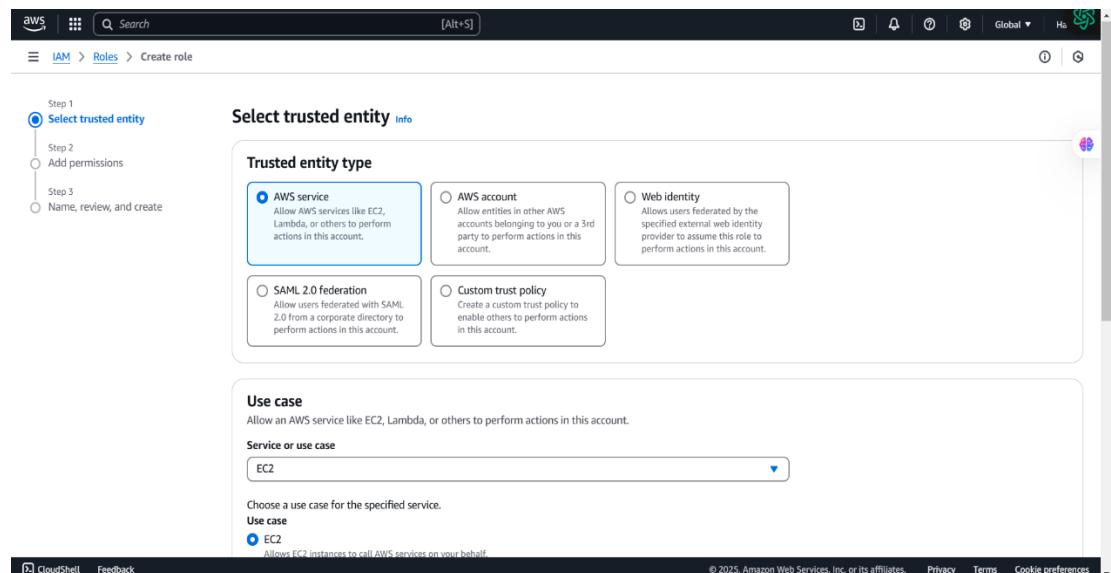 aws
Search
[Alt+S]
Global
Ha
IAM > Roles > Create role
Step 1
Select trusted entity
Step 2
Add permissions
Step 3
Name, review, and create
Select trusted entity Info
Trusted entity type
AWS service
Allow AWS services like EC2,
Lambda, or others to perform
actions in this account.
AWS account
Allow entities in other AWS
accounts belonging to you or a 3rd
party to perform actions in this
account.
Web identity
Allows users federated by the
specified external web identity
provider to assume this role to
perform actions in this account.
SAML 2.0 federation
Allow users federated with SAML
2.0 from a corporate directory to
perform actions in this account.
Custom trust policy
Create a custom trust policy to
enable others to perform actions
in this account.
Use case
Allow an AWS service like EC2, Lambda, or others to perform actions in this account.
Service or use case
EC2
Choose a use case for the specified service.
Use case
EC2
Allows EC2 instances to call AWS services on your behalf.
CloudShell Feedback
© 2025, Amazon Web Services, Inc. or its affiliates. Privacy Terms Cookie preferences